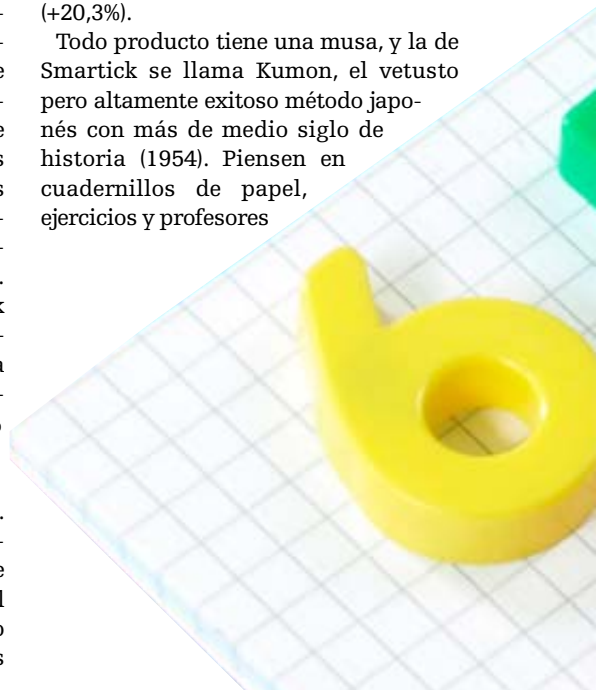 (+20,3%).
Todo producto tiene una musa, y la de
Smartick se llama Kumon, el vetusto
pero altamente exitoso método japo-
nés con más de medio siglo de
historia (1954). Piensen en
cuadernillos de papel,
ejercicios y profesores
6